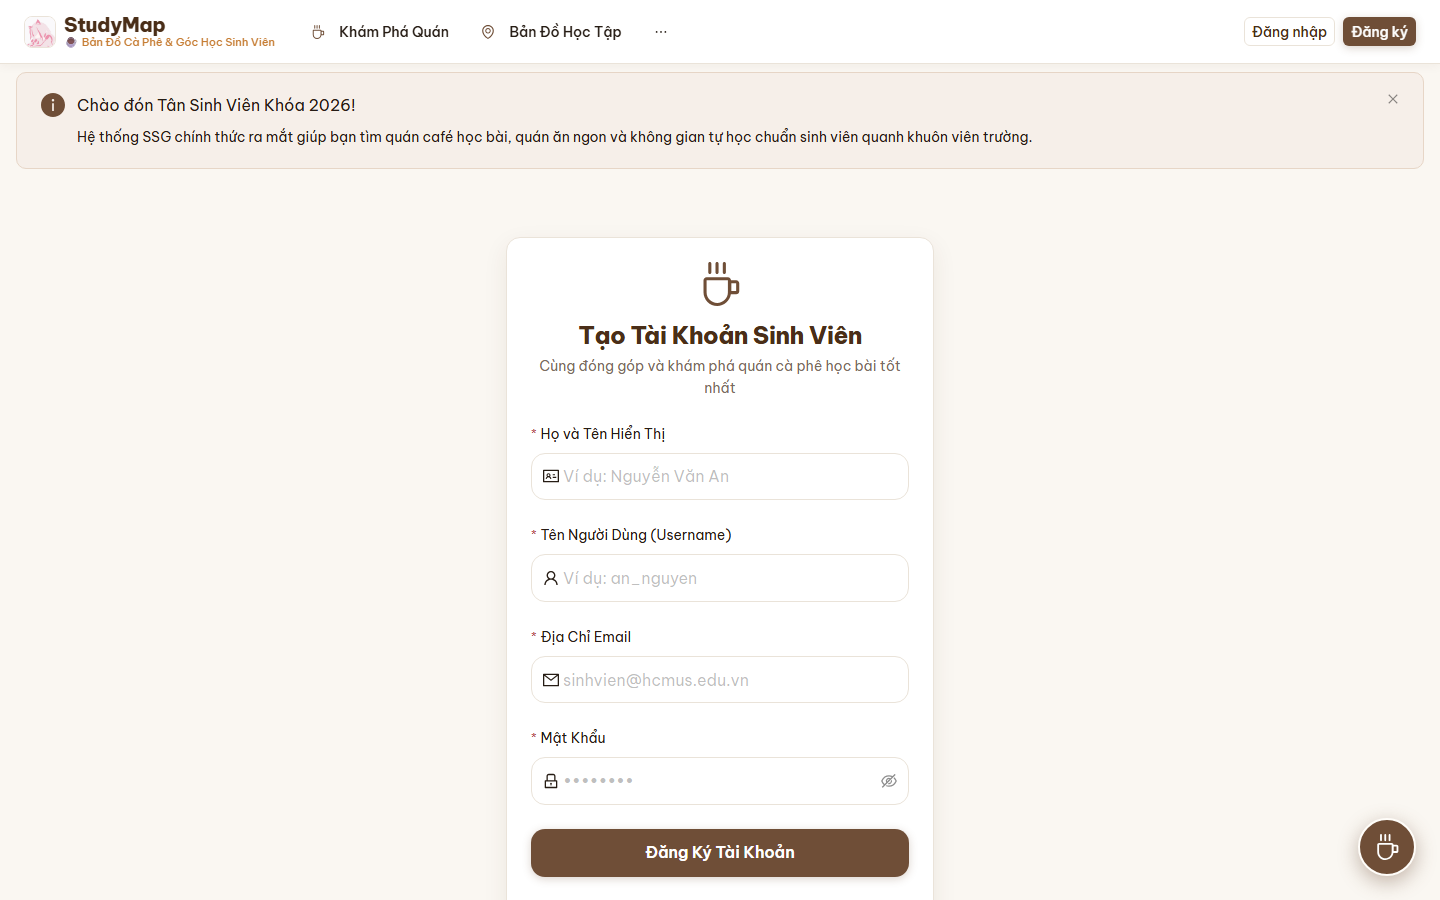 StudyMap
Bản Đồ Cà Phê & Góc Học Sinh Viên
Khám Phá Quán
Bản Đồ Học Tập
···
Đăng nhập
Đăng ký
Chào đón Tân Sinh Viên Khóa 2026!
Hệ thống SSG chính thức ra mắt giúp bạn tìm quán café học bài, quán ăn ngon và không gian tự học chuẩn sinh viên quanh khuôn viên trường.
Tạo Tài Khoản Sinh Viên
Cùng đóng góp và khám phá quán cà phê học bài tốt
nhất
* Họ và Tên Hiển Thị
Ví dụ: Nguyễn Văn An
* Tên Người Dùng (Username)
Ví dụ: an_nguyen
* Địa Chỉ Email
sinhvien@hcmus.edu.vn
* Mật Khẩu
••••••••
Đăng Ký Tài Khoản